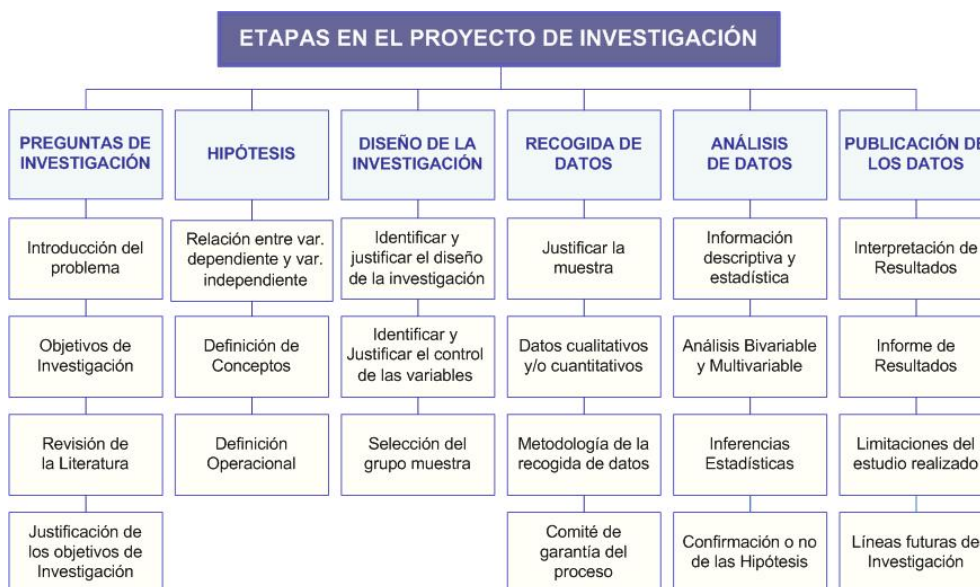 ETAPAS EN EL PROYECTO DE INVESTIGACIÓN
PREGUNTAS DE
INVESTIGACIÓN
Introducción del
problema
Objetivos de
Investigación
Revisión de
la Literatura
Justificación de
los objetivos de
Investigación
HIPÓTESIS
Relación entre var.
dependiente y var.
independiente
Definición de
Conceptos
Definición
Operacional
DISEÑO DE LA
INVESTIGACIÓN
Identificar y
justificar el diseño
de la investigación
Identificar y
Justificar el control
de las variables
Selección del
grupo muestra
RECOGIDA DE
DATOS
Justificar la
muestra
Datos cualitativos
y/o cuantitativos
Metodología de la
recogida de datos
Comité de
garantía del
proceso
ANÁLISIS
DE DATOS
Información
descriptiva y
estadística
Análisis Bivariable
y Multivariable
Inferencias
Estadísticas
Confirmación o no
de las Hipótesis
PUBLICACIÓN DE
LOS DATOS
Interpretación de
Resultados
Informe de
Resultados
Limitaciones del
estudio realizado
Líneas futuras de
Investigación